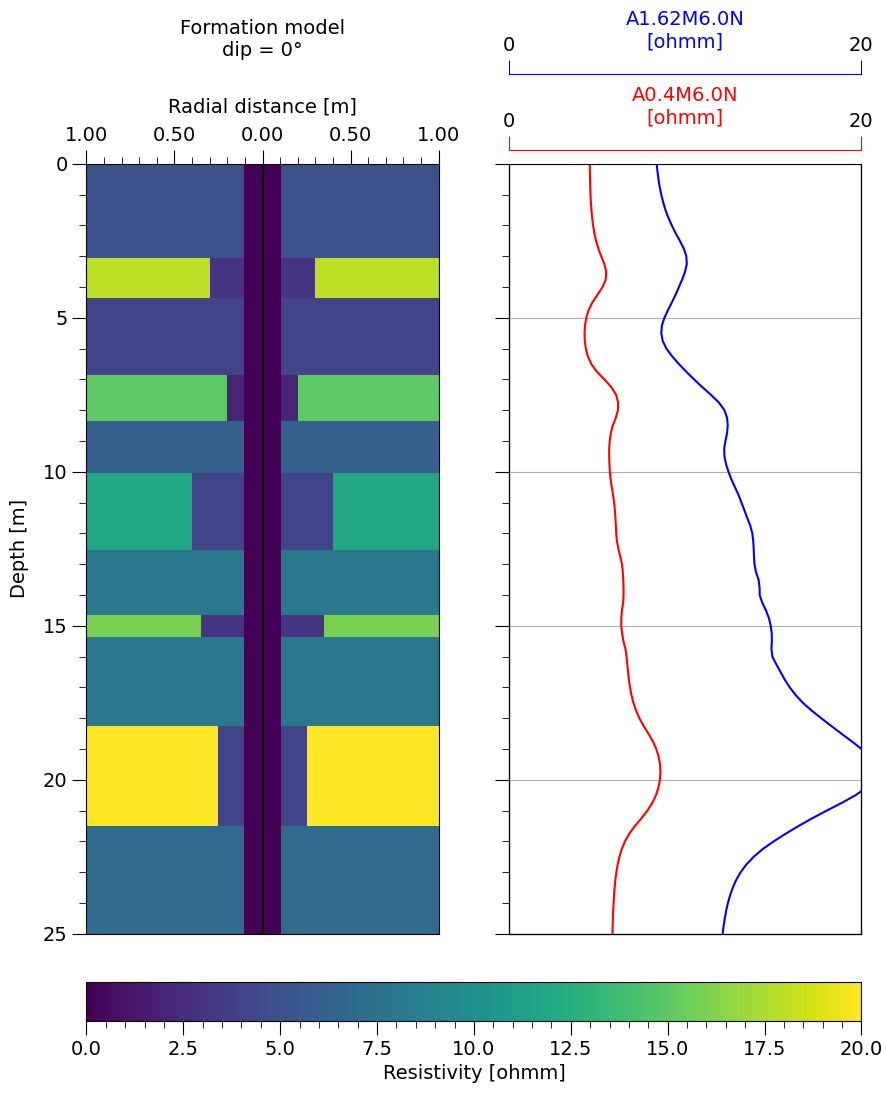 Formation model
dip = 0°
Radial distance [m]
1.00 0.50 0.00 0.50 1.00
A1.62M6.0N
0 [ohmm] 20
A0.4M6.0N
0 [ohmm] 20
Depth [m]
0
5
10
15
20
25
0.0 2.5 5.0 7.5 10.0 12.5 15.0 17.5 20.0
Resistivity [ohmm]